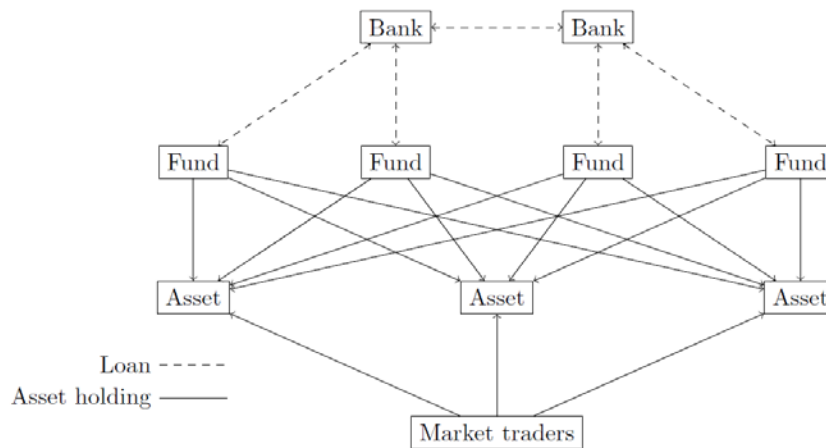 Bank
Bank
Fund
Fund
Fund
Fund
Asset
Asset
Asset
Loan
Asset holding
Market traders